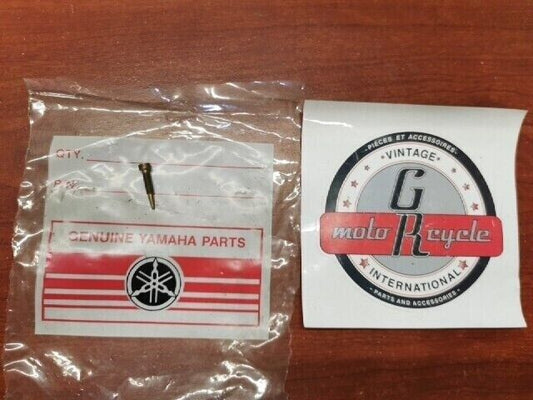 QTY.
P/N
GENUINE YAMAHA PARTS
- PIÈCES ET ACCESSOIRES -
• VINTAGE •
G
moto R cycle
INTERNATIONAL
- PARTS AND ACCESSORIES -